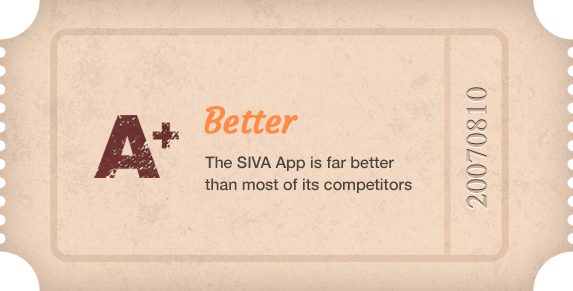 A+
Better
The SIVA App is far better
than most of its competitors
20070810